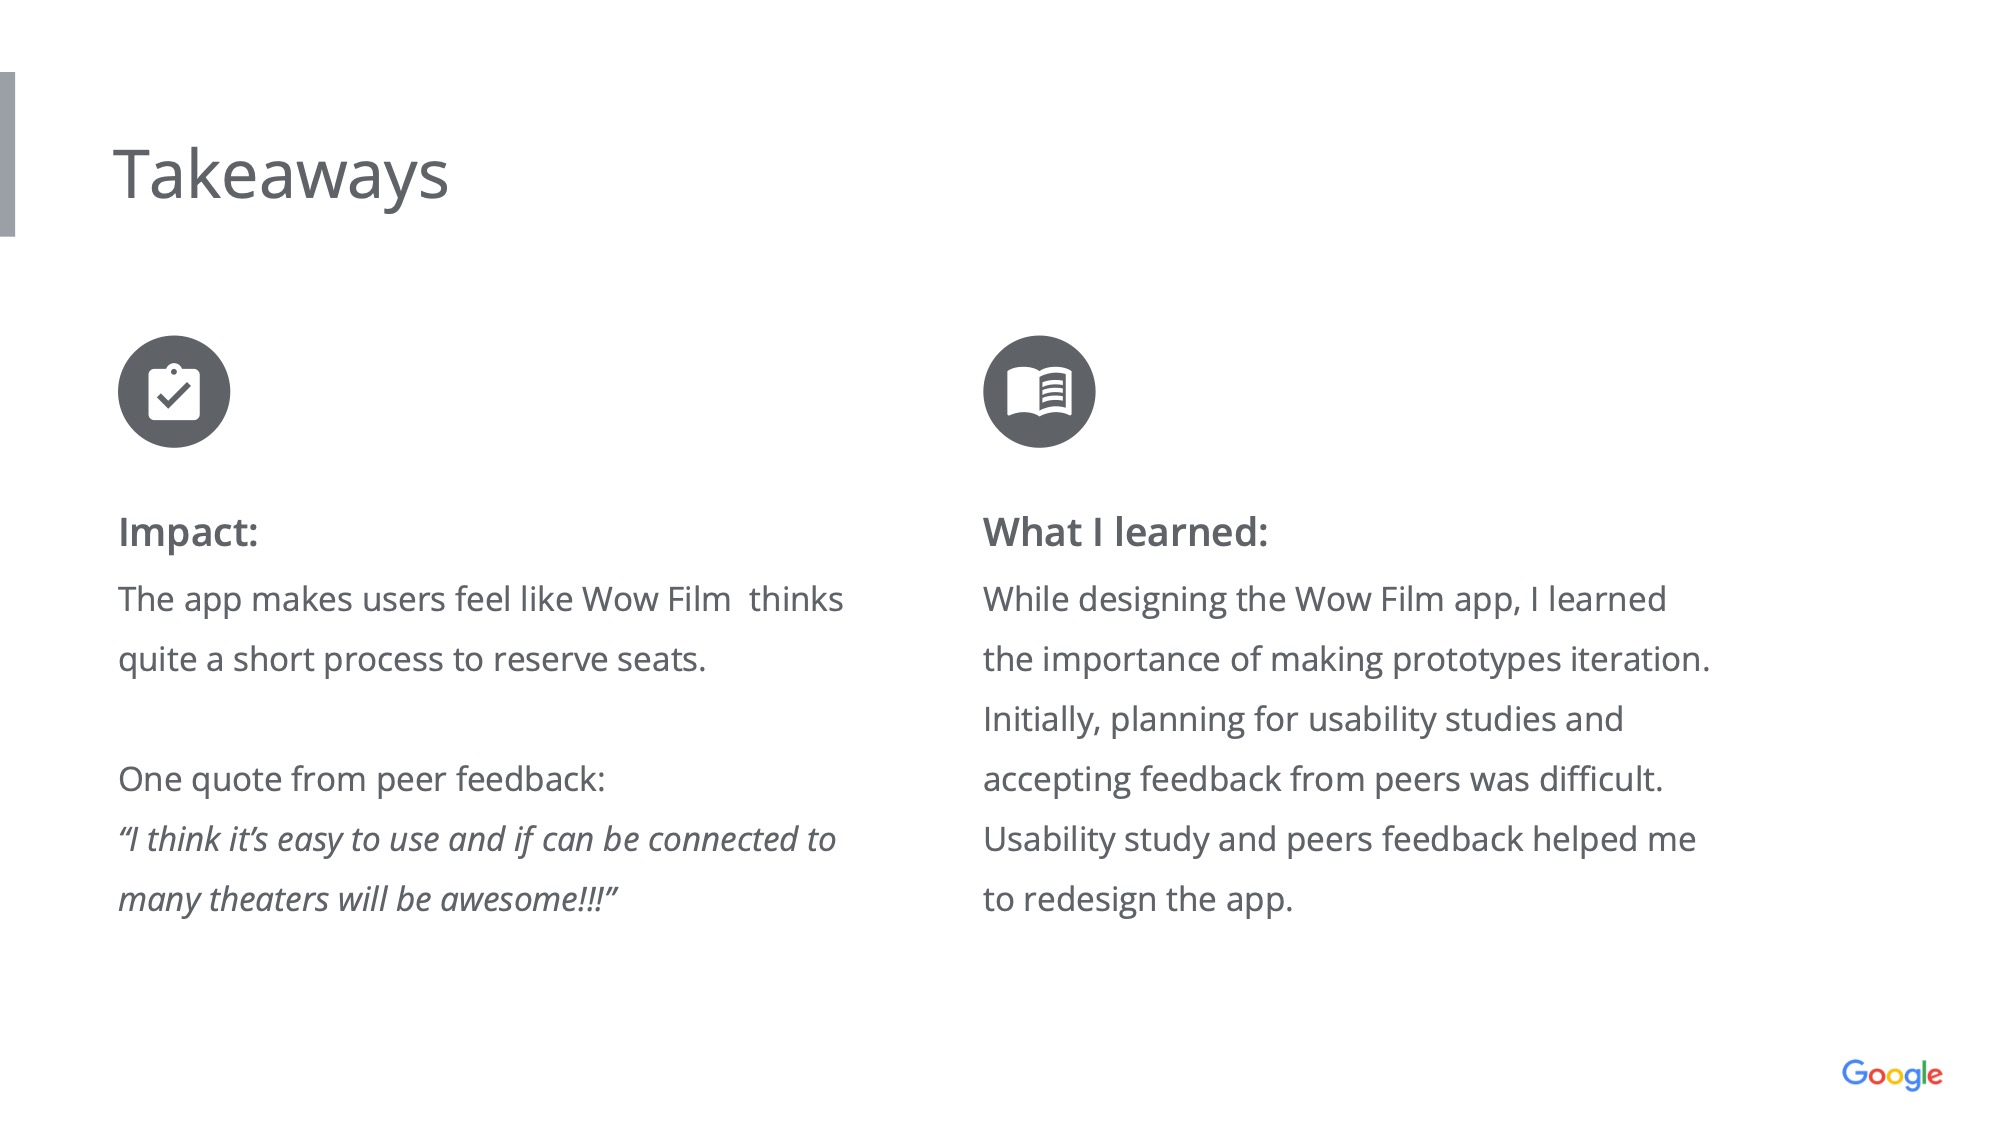 Takeaways
Impact:
The app makes users feel like Wow Film  thinks
quite a short process to reserve seats.
One quote from peer feedback:
“I think it’s easy to use and if can be connected to
many theaters will be awesome!!!”
What I learned:
While designing the Wow Film app, I learned
the importance of making prototypes iteration.
Initially, planning for usability studies and
accepting feedback from peers was difficult.
Usability study and peers feedback helped me
to redesign the app.
Google